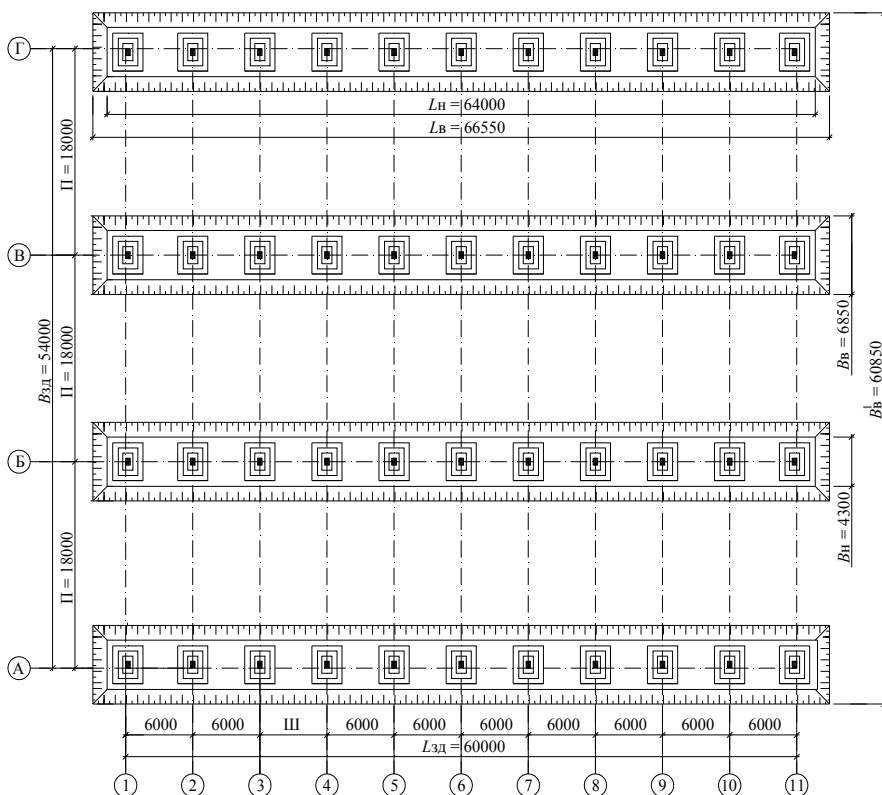 Г
Lн = 64000
Lв = 66550
П = 18000
В
Bзд = 54000
П = 18000
Bв = 6850
B¹в = 60850
Б
Bн = 4300
П = 18000
А
6000 6000 Ш 6000 6000 6000 6000 6000 6000 6000
Lзд = 60000
1 2 3 4 5 6 7 8 9 10 11